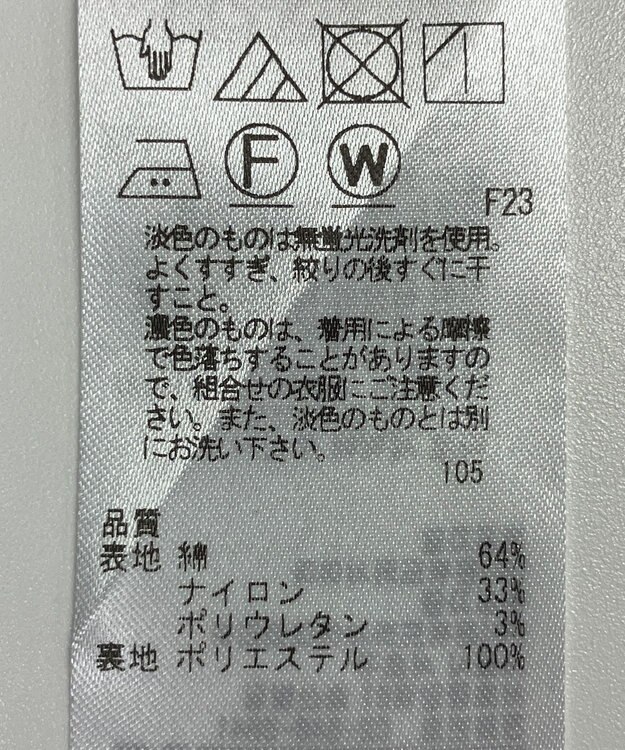 F W
F23
淡色のものは無蛍光洗剤を使用。
よくすすぎ、絞りの後すぐに干
すこと。
濃色のものは、着用による摩擦
で色落ちすることがありますの
で、組合せの衣服にご注意くだ
さい。また、淡色のものとは別
にお洗い下さい。
105
品質
表地 綿 64%
ナイロン 33%
ポリウレタン 3%
裏地 ポリエステル 100%